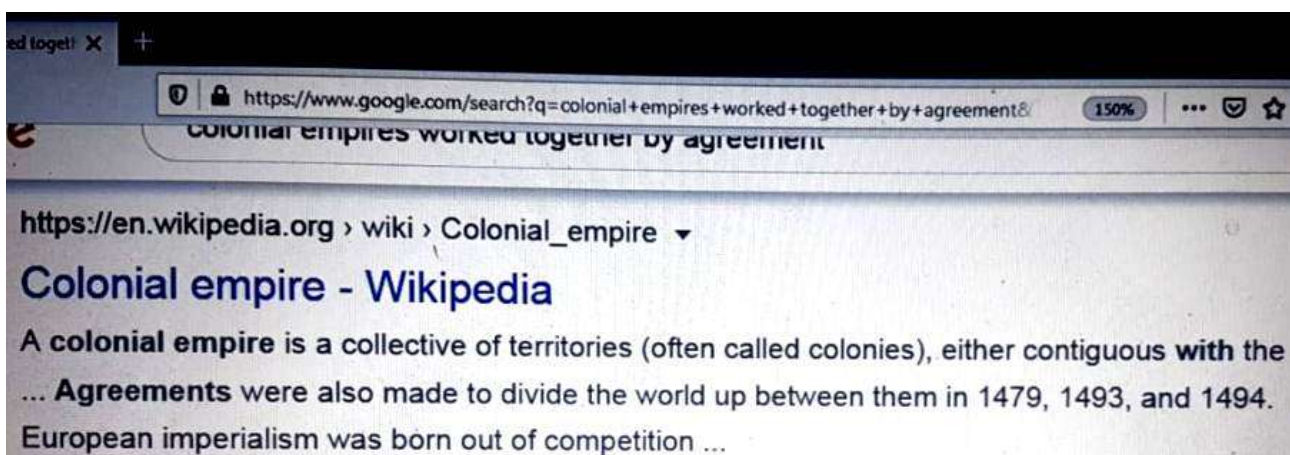 https://www.google.com/search?q=colonial+empires+worked+together+by+agreement&
150%
colonial empires worked together by agreement
https://en.wikipedia.org › wiki › Colonial_empire
Colonial empire - Wikipedia
A colonial empire is a collective of territories (often called colonies), either contiguous with the
... Agreements were also made to divide the world up between them in 1479, 1493, and 1494.
European imperialism was born out of competition ...